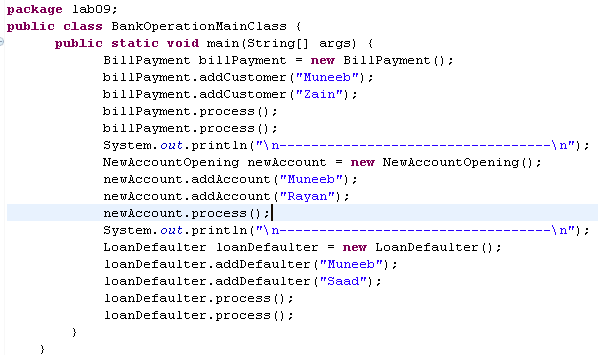 package lab09;
public class BankOperationMainClass {
public static void main(String[] args) {
BillPayment billPayment = new BillPayment();
billPayment.addCustomer("Muneeb");
billPayment.addCustomer("Zain");
billPayment.process();
billPayment.process();
System.out.println("\n----------------------------------\n");
NewAccountOpening newAccount = new NewAccountOpening();
newAccount.addAccount("Muneeb");
newAccount.addAccount("Rayan");
newAccount.process();
System.out.println("\n----------------------------------\n");
LoanDefaulter loanDefaulter = new LoanDefaulter();
loanDefaulter.addDefaulter("Muneeb");
loanDefaulter.addDefaulter("Saad");
loanDefaulter.process();
loanDefaulter.process();
}
}